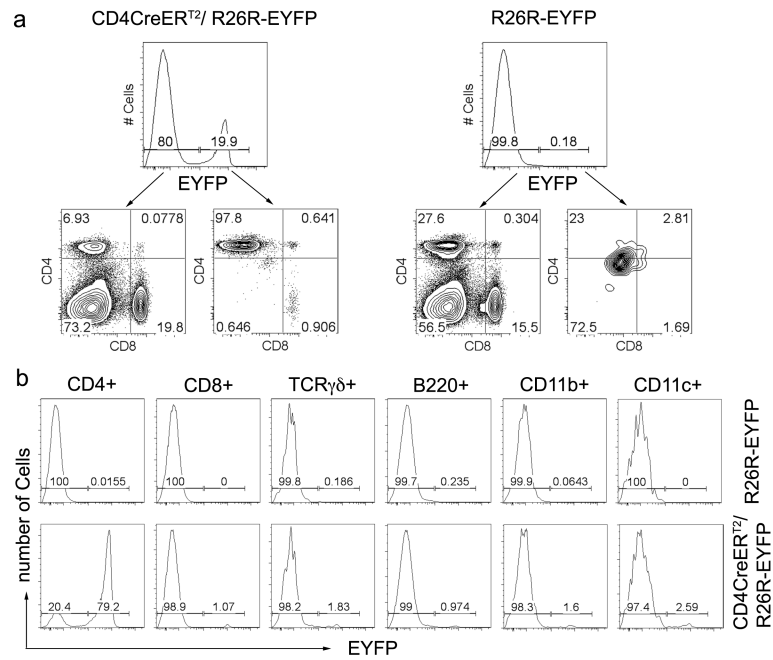 a
CD4CreERT2/ R26R-EYFP
R26R-EYFP
# Cells
80
19.9
EYFP
# Cells
99.8
0.18
EYFP
6.93
0.0778
73.2
19.8
CD4
CD8
97.8
0.641
0.646
0.906
CD4
27.6
0.304
56.5
15.5
CD4
CD8
23
2.81
72.5
1.69
CD4
CD8
b
CD4+
CD8+
TCRγδ+
B220+
CD11b+
CD11c+
100
0.0155
100
0
99.8
0.186
99.7
0.235
99.9
0.0643
100
0
R26R-EYFP
number of Cells
20.4
79.2
98.9
1.07
98.2
1.83
99
0.974
98.3
1.6
97.4
2.59
CD4CreERT2/
R26R-EYFP
EYFP